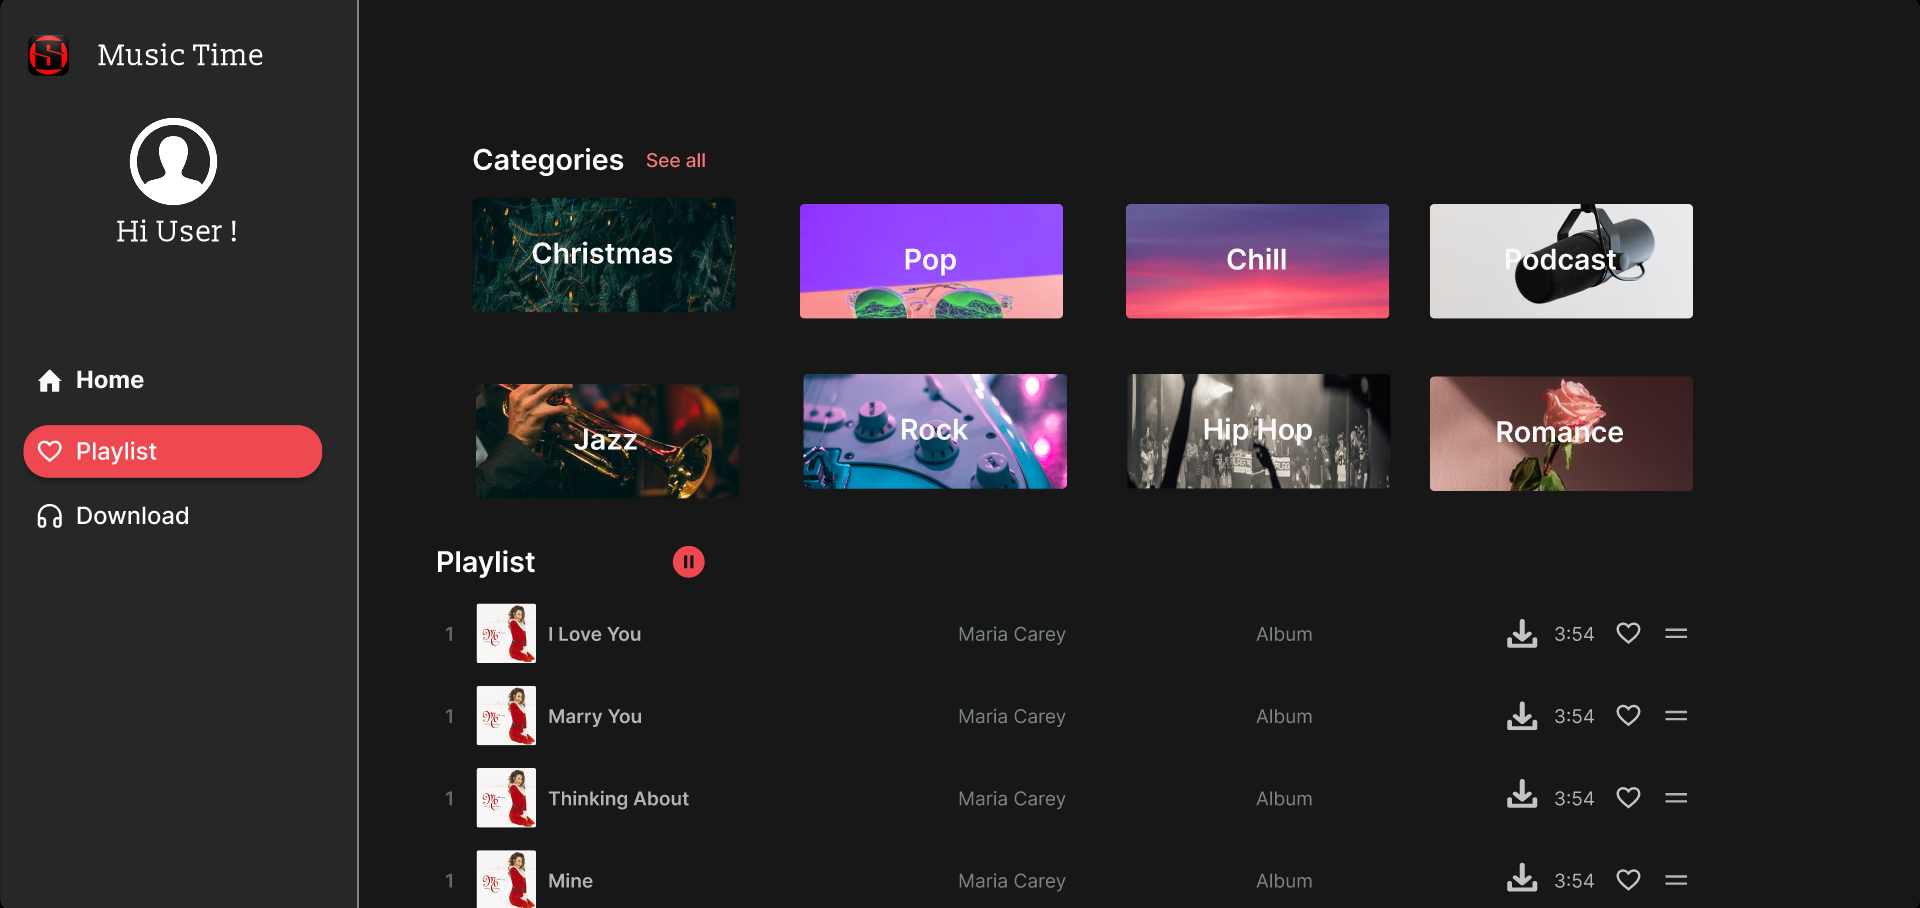 Music Time
Hi User !
Home
Playlist
Download
Categories See all
Christmas Pop Chill Podcast
Jazz Rock Hip Hop Romance
Playlist
1 I Love You Maria Carey Album 3:54
1 Marry You Maria Carey Album 3:54
1 Thinking About Maria Carey Album 3:54
1 Mine Maria Carey Album 3:54